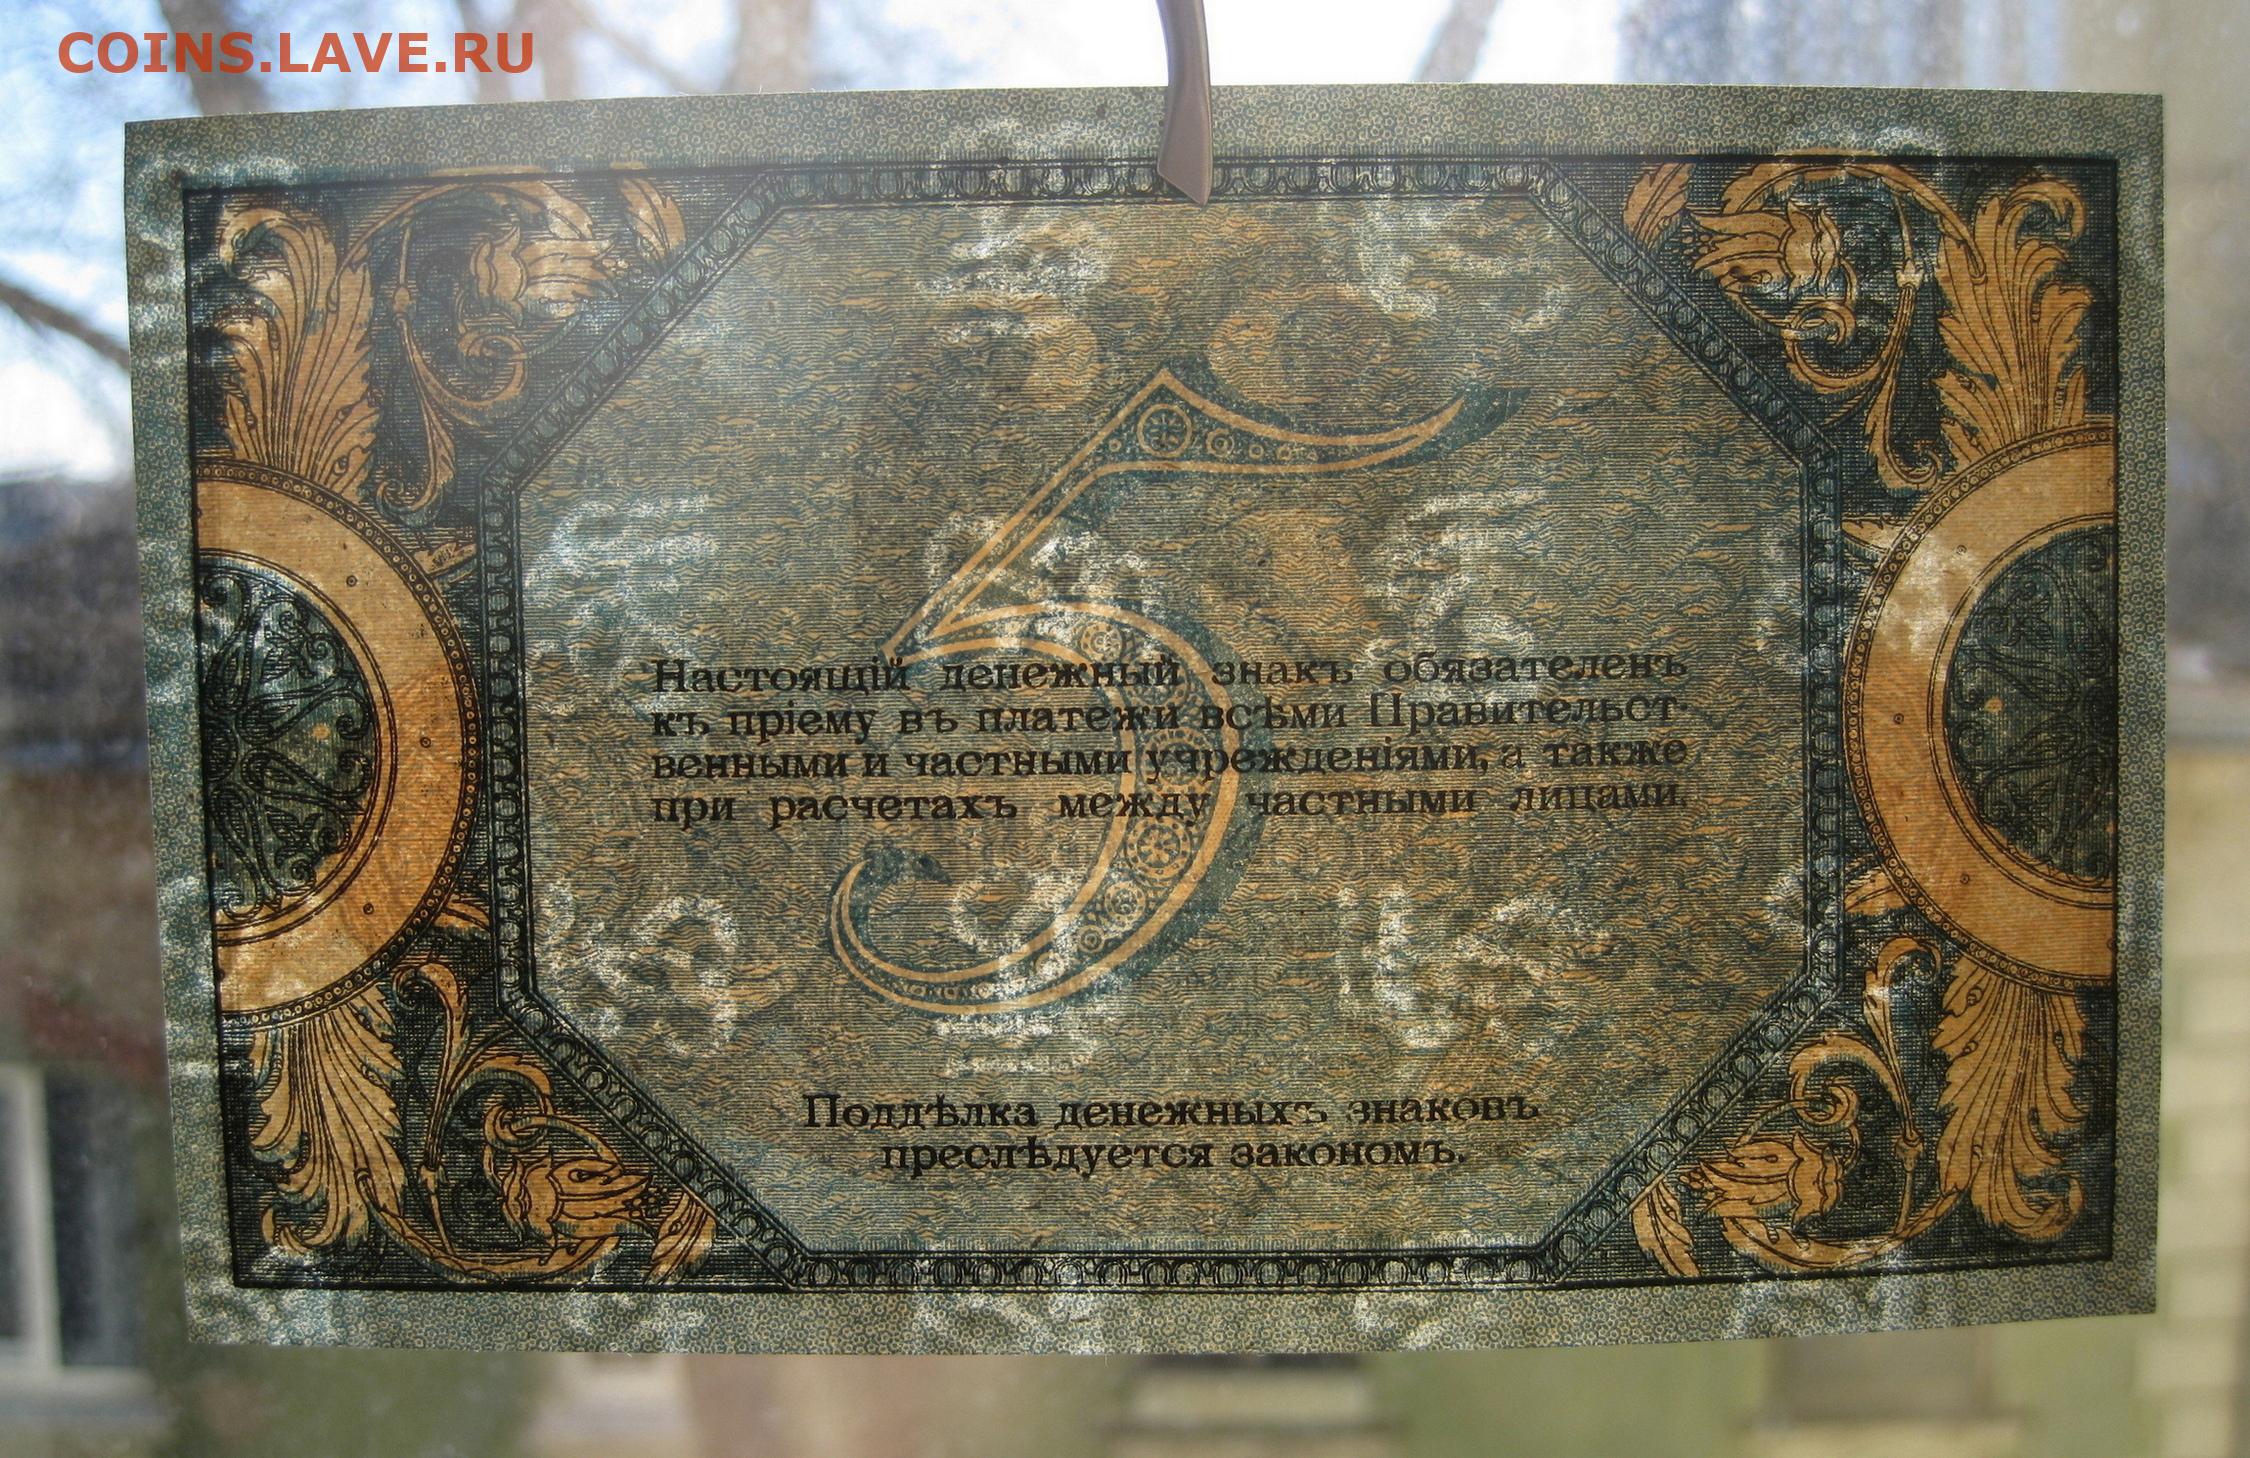 COINS.LAVE.RU
5
Настоящій денежный знакъ обязателенъ
къ пріему въ платежи всѣми Правительст-
венными и частными учрежденіями, а также
при расчетахъ между частными лицами.
Поддѣлка денежныхъ знаковъ
преслѣдуется закономъ.